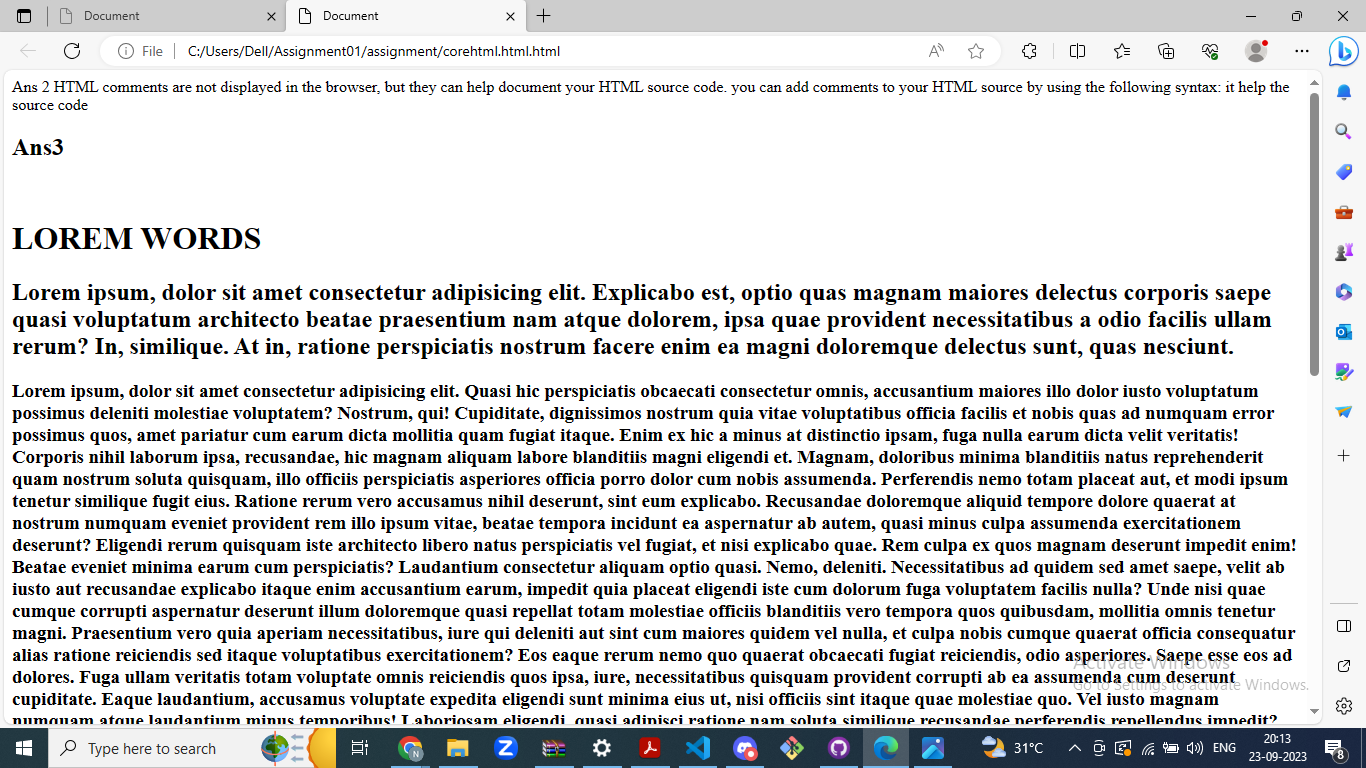 Document
Document
File
C:/Users/Dell/Assignment01/assignment/corehtml.html.html
Ans 2 HTML comments are not displayed in the browser, but they can help document your HTML source code. you can add comments to your HTML source by using the following syntax: it help the
source code
Ans3
LOREM WORDS
Lorem ipsum, dolor sit amet consectetur adipisicing elit. Explicabo est, optio quas magnam maiores delectus corporis saepe
quasi voluptatum architecto beatae praesentium nam atque dolorem, ipsa quae provident necessitatibus a odio facilis ullam
rerum? In, similique. At in, ratione perspiciatis nostrum facere enim ea magni doloremque delectus sunt, quas nesciunt.
Lorem ipsum, dolor sit amet consectetur adipisicing elit. Quasi hic perspiciatis obcaecati consectetur omnis, accusantium maiores illo dolor iusto voluptatum
possimus deleniti molestiae voluptatem? Nostrum, qui! Cupiditate, dignissimos nostrum quia vitae voluptatibus officia facilis et nobis quas ad numquam error
possimus quos, amet pariatur cum earum dicta mollitia quam fugiat itaque. Enim ex hic a minus at distinctio ipsam, fuga nulla earum dicta velit veritatis!
Corporis nihil laborum ipsa, recusandae, hic magnam aliquam labore blanditiis magni eligendi et. Magnam, doloribus minima blanditiis natus reprehenderit
quam nostrum soluta quisquam, illo officiis perspiciatis asperiores officia porro dolor cum nobis assumenda. Perferendis nemo totam placeat aut, et modi ipsum
tenetur similique fugit eius. Ratione rerum vero accusamus nihil deserunt, sint eum explicabo. Recusandae doloremque aliquid tempore dolore quaerat at
nostrum numquam eveniet provident rem illo ipsum vitae, beatae tempora incidunt ea aspernatur ab autem, quasi minus culpa assumenda exercitationem
deserunt? Eligendi rerum quisquam iste architecto libero natus perspiciatis vel fugiat, et nisi explicabo quae. Rem culpa ex quos magnam deserunt impedit enim!
Beatae eveniet minima earum cum perspiciatis? Laudantium consectetur aliquam optio quasi. Nemo, deleniti. Necessitatibus ad quidem sed amet saepe, velit ab
iusto aut recusandae explicabo itaque enim accusantium earum, impedit quia placeat eligendi iste cum dolorum fuga voluptatem facilis nulla? Unde nisi quae
cumque corrupti aspernatur deserunt illum doloremque quasi repellat totam molestiae officiis blanditiis vero tempora quos quibusdam, mollitia omnis tenetur
magni. Praesentium vero quia aperiam necessitatibus, iure qui deleniti aut sint cum maiores quidem vel nulla, et culpa nobis cumque quaerat officia consequatur
alias ratione reiciendis sed itaque voluptatibus exercitationem? Eos eaque rerum nemo quo quaerat obcaecati fugiat reiciendis, odio asperiores. Saepe esse eos ad
dolores. Fuga ullam veritatis totam voluptate omnis reiciendis quos ipsa, iure, necessitatibus quisquam provident corrupti ab ea assumenda cum deserunt
cupiditate. Eaque laudantium, accusamus voluptate expedita eligendi sunt minima eius ut, nisi officiis sint itaque quae molestiae quo. Vel iusto magnam
numquam atque laudantium minus temporibus! Laboriosam eligendi, quasi adipisci ratione nam soluta similique recusandae perferendis repellendus impedit?
Activate Windows
Go to Settings to activate Windows.
Type here to search
31°C
ENG
20:13
23-09-2023
8